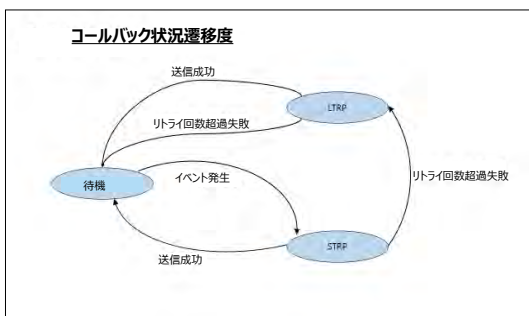 コールバック状況遷移度
送信成功
LTRP
リトライ回数超過失敗
待機
イベント発生
リトライ回数超過失敗
STRP
送信成功